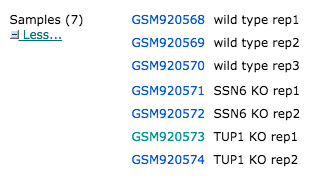 Samples (7)
Less...
GSM920568 wild type rep1
GSM920569 wild type rep2
GSM920570 wild type rep3
GSM920571 SSN6 KO rep1
GSM920572 SSN6 KO rep2
GSM920573 TUP1 KO rep1
GSM920574 TUP1 KO rep2